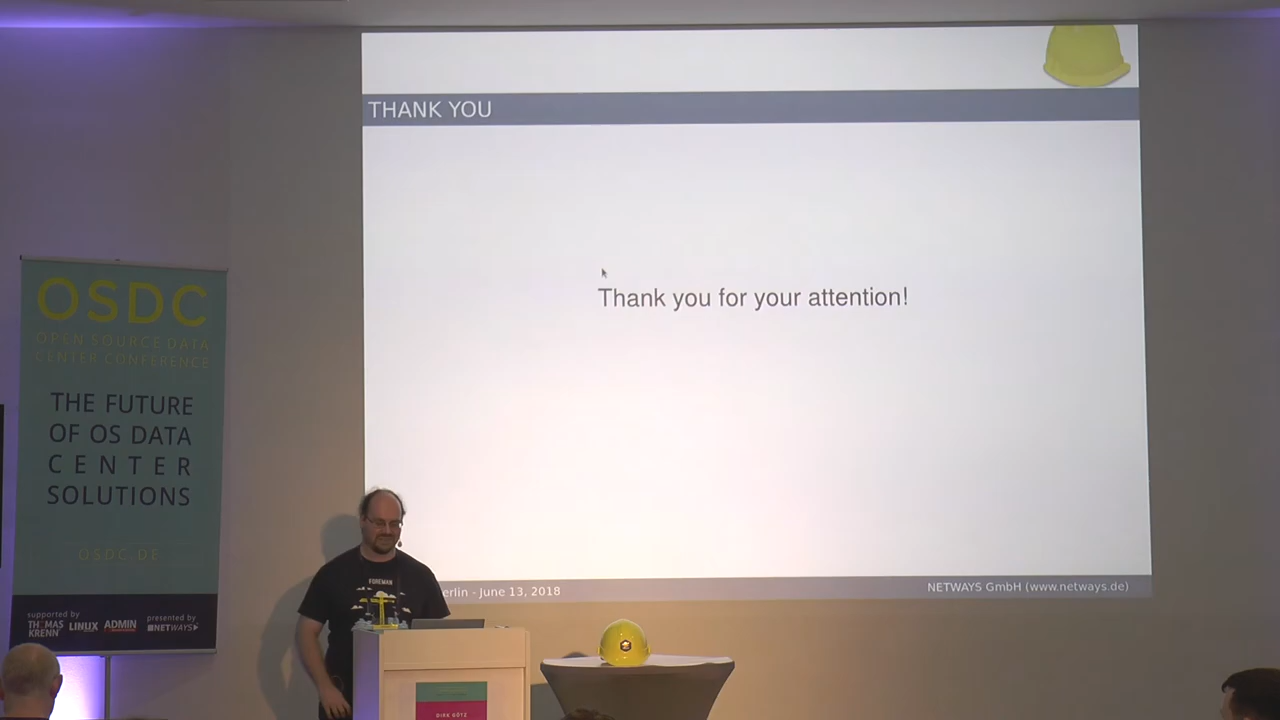 THANK YOU
Thank you for your attention!
erlin - June 13, 2018
NETWAYS GmbH (www.netways.de)
OSDC
OPEN SOURCE DATA
CENTER CONFERENCE
THE FUTURE
OF OS DATA
CENTER
SOLUTIONS
OSDC.DE
supported by
THOMAS
KRENN
LINUX
ADMIN
presented by
NETWAYS
FOREMAN
DIRK GÖTZ